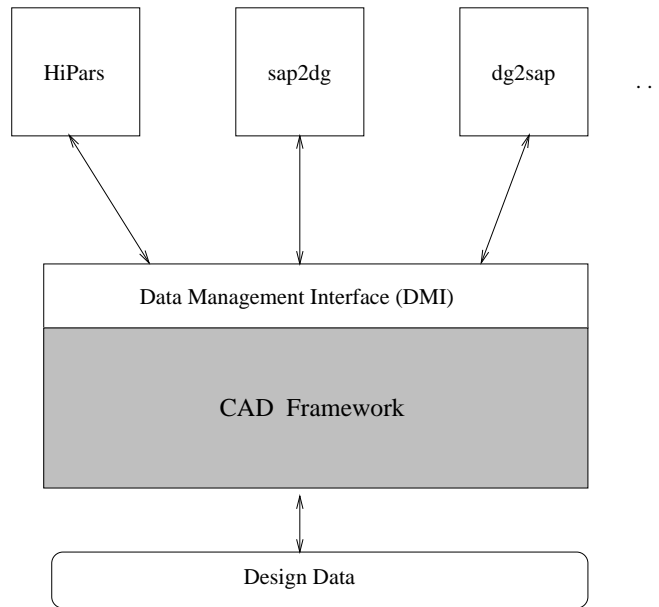 HiPars
sap2dg
dg2sap
. .
Data Management Interface (DMI)
CAD Framework
Design Data